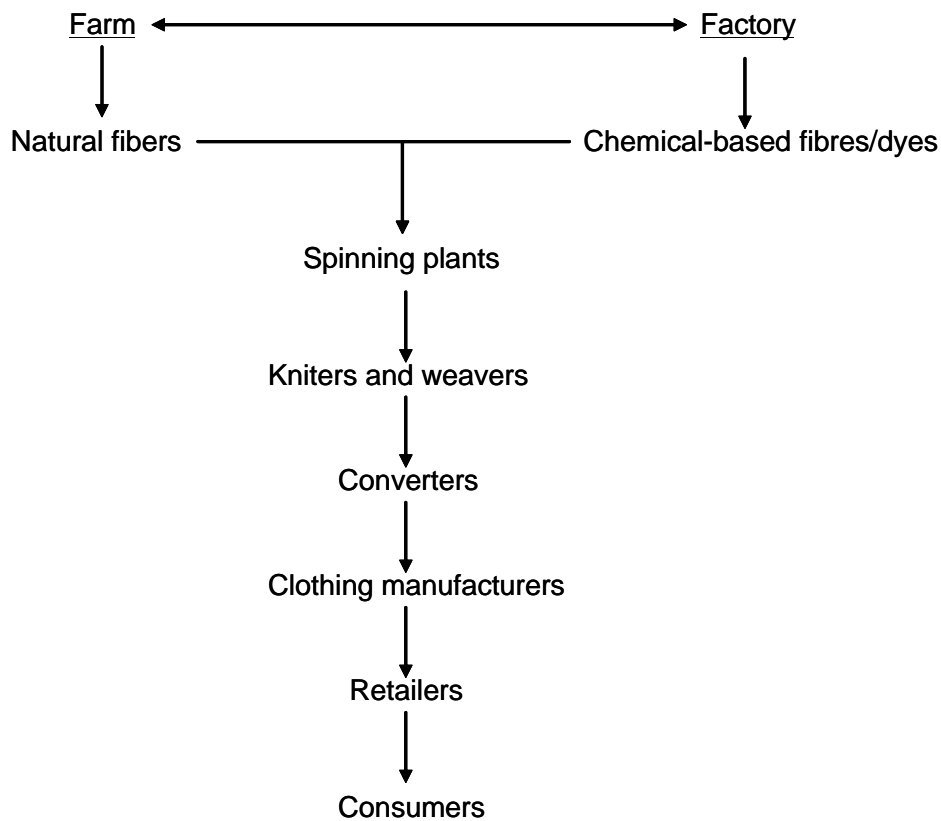 Farm
Factory
Natural fibers
Chemical-based fibres/dyes
Spinning plants
Kniters and weavers
Converters
Clothing manufacturers
Retailers
Consumers